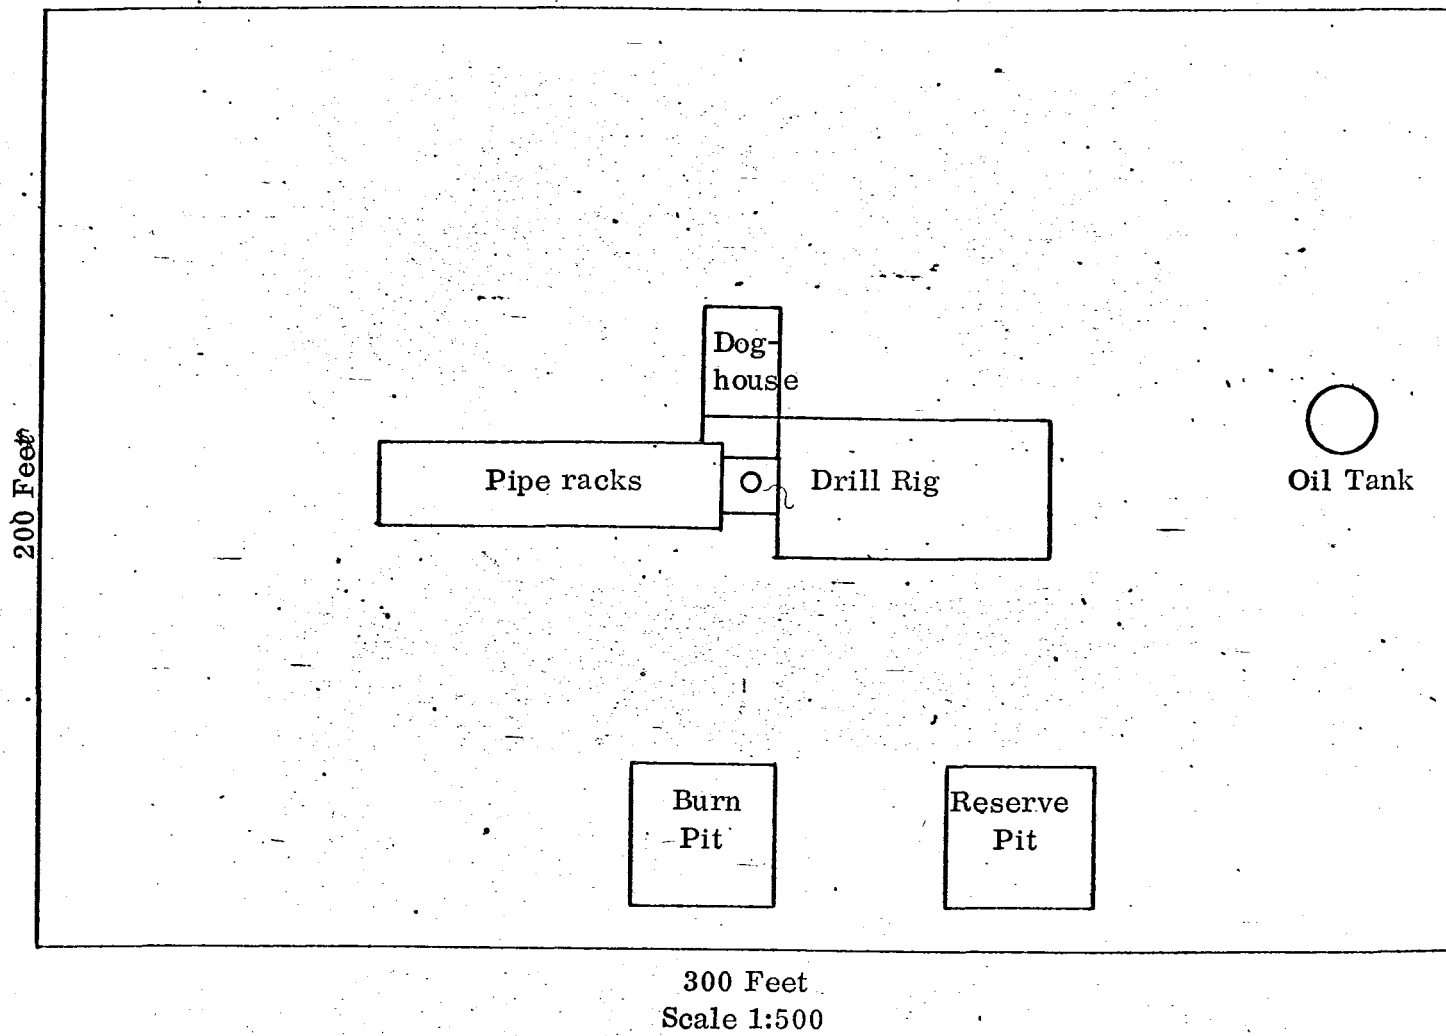 Dog-
house
200 Feet
Pipe racks
Drill Rig
Oil Tank
Burn
Pit
Reserve
Pit
300 Feet
Scale 1:500